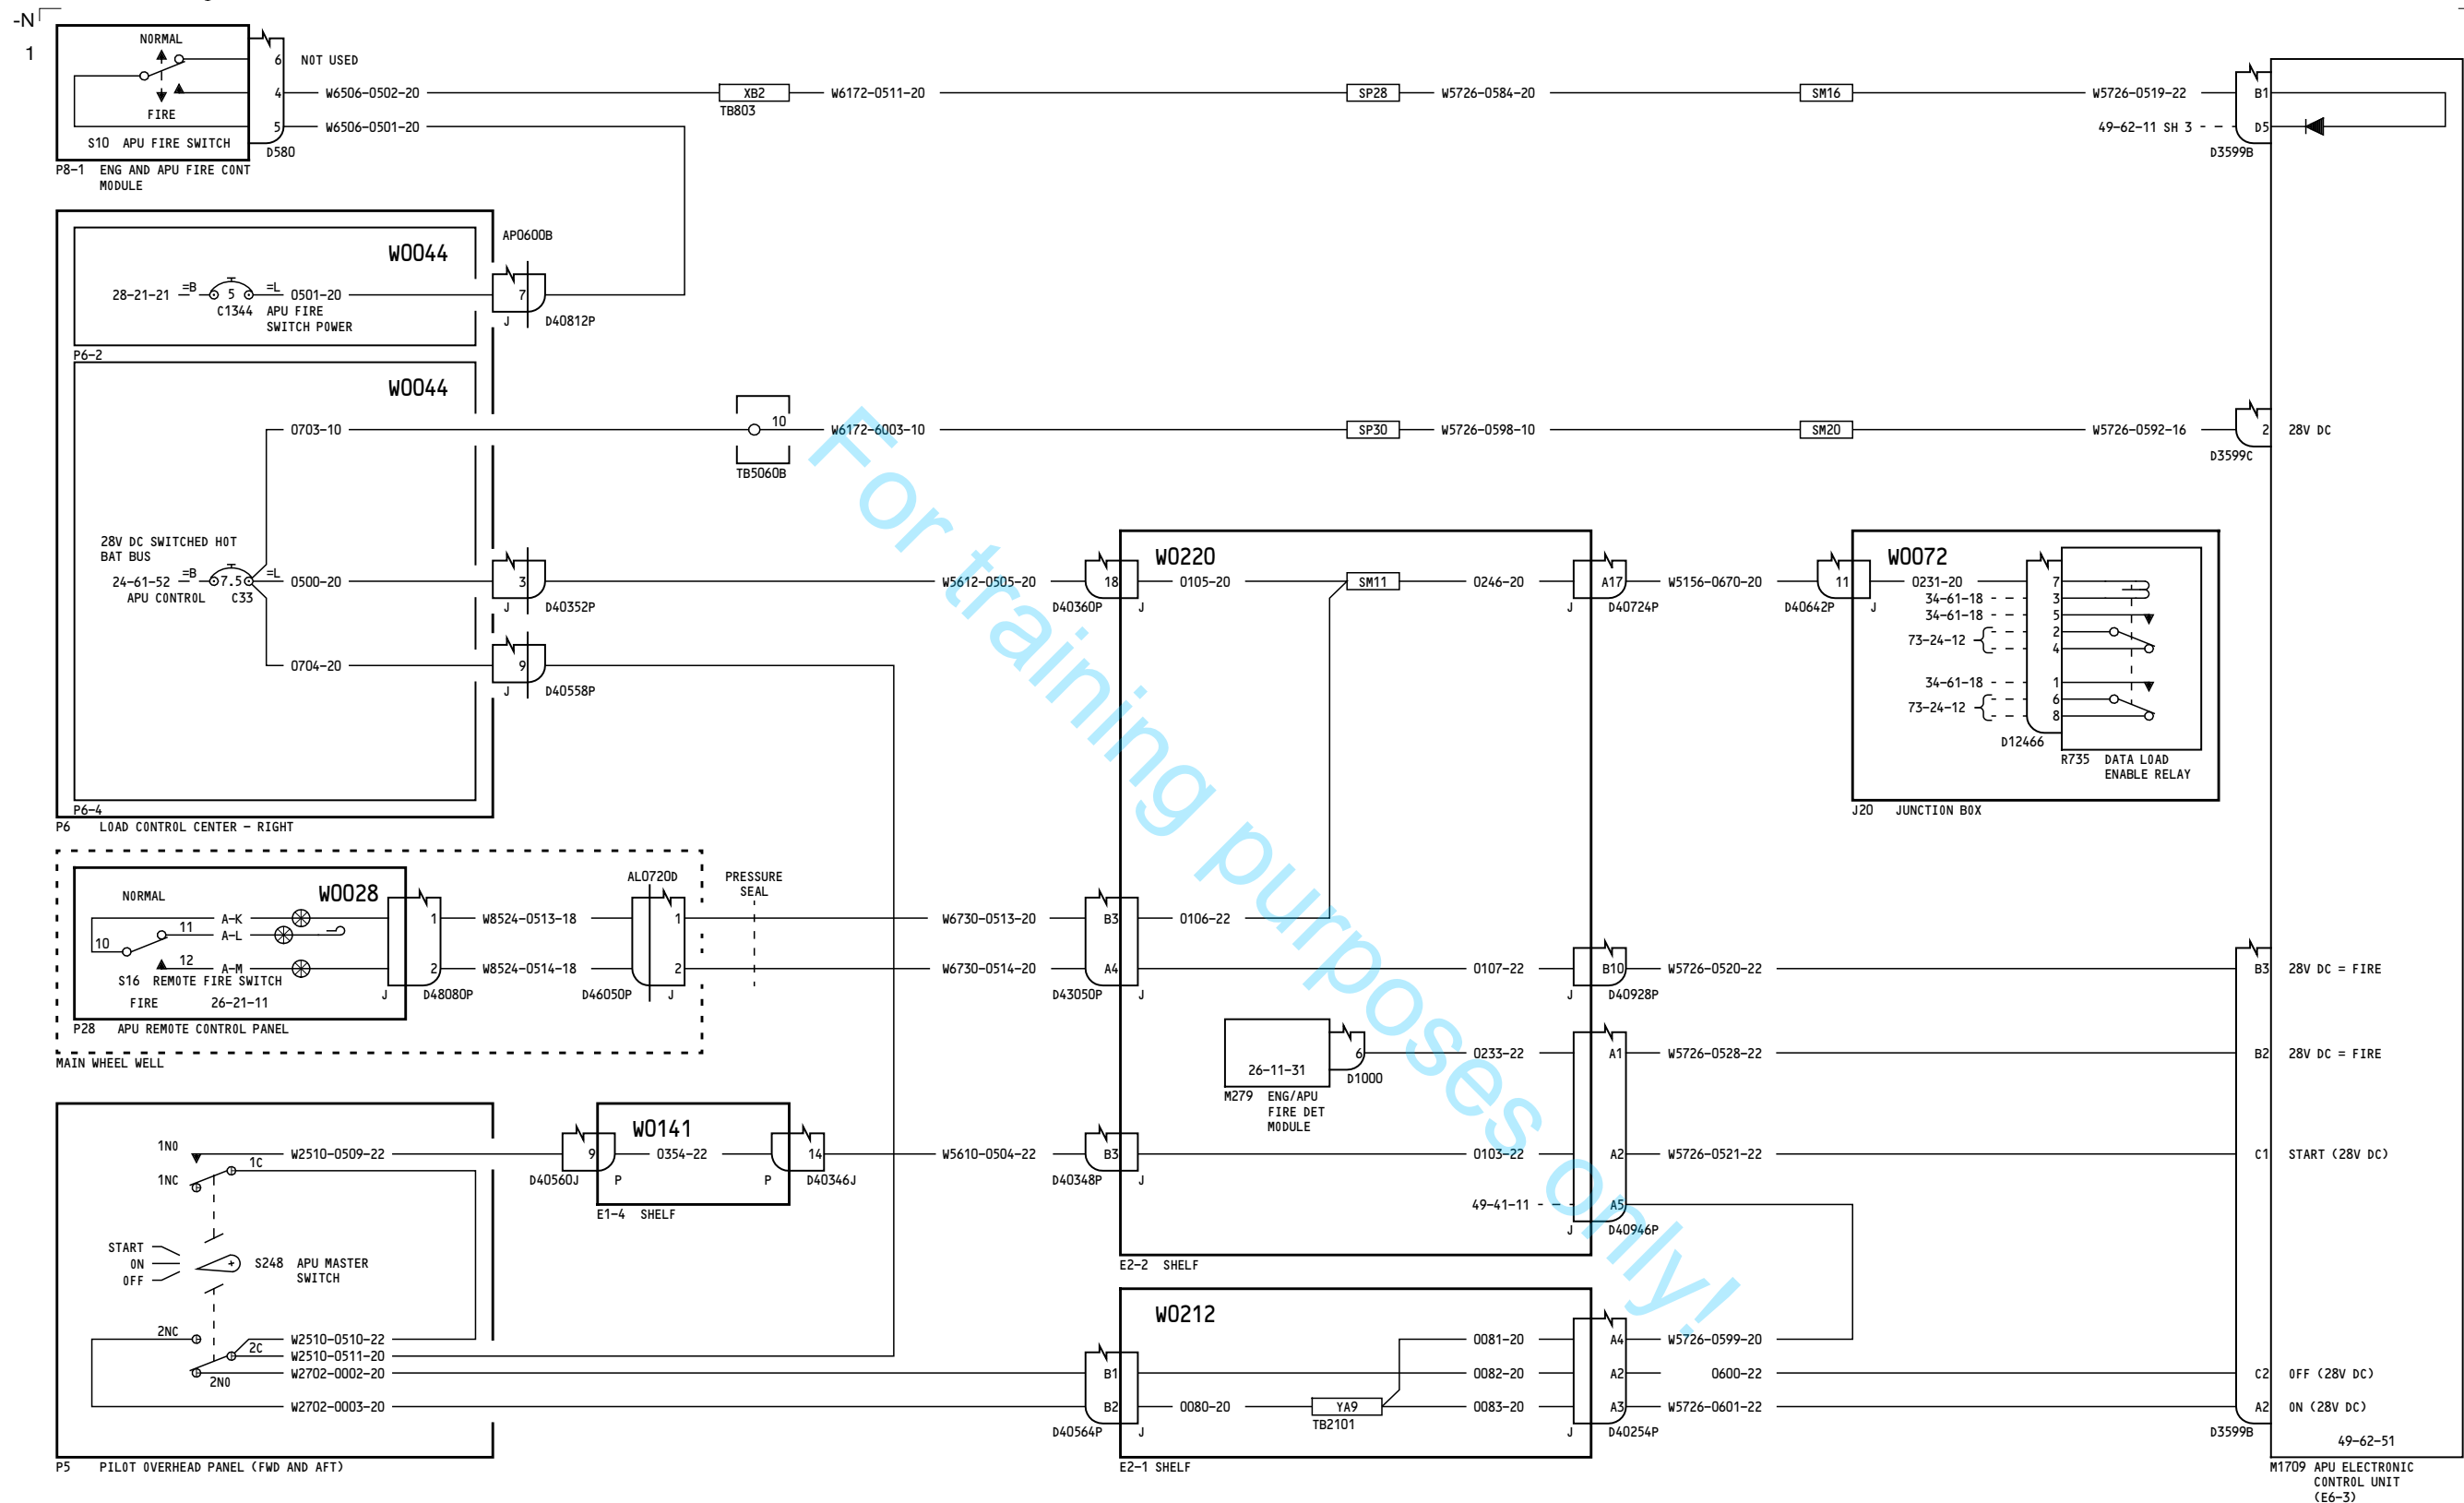 -N
1
NORMAL
FIRE
S10 APU FIRE SWITCH
6
NOT USED
4
W6506-0502-20
XB2
TB803
W6172-0511-20
SP28
W5726-0584-20
SM16
W5726-0519-22
B1
5
W6506-0501-20
49-62-11 SH 3
D5
D580
D3599B
P8-1 ENG AND APU FIRE CONT
MODULE
W0044
AP0600B
28-21-21
=B
5
=L
0501-20
C1344
APU FIRE
SWITCH POWER
7
J
D40812P
P6-2
W0044
0703-10
10
TB5060B
W6172-6003-10
SP30
W5726-0598-10
SM20
W5726-0592-16
2
28V DC
D3599C
28V DC SWITCHED HOT
BAT BUS
24-61-52
=B
7.5
=L
0500-20
APU CONTROL
C33
3
J
D40352P
W5612-0505-20
18
D40360P
J
W0220
0105-20
SM11
0246-20
A17
J
D40724P
W5156-0670-20
11
D40642P
J
W0072
0231-20
7
34-61-18
3
34-61-18
5
73-24-12
2
4
34-61-18
1
73-24-12
6
8
D12466
R735 DATA LOAD
ENABLE RELAY
J20 JUNCTION BOX
0704-20
9
J
D40558P
P6-4
P6 LOAD CONTROL CENTER - RIGHT
NORMAL
W0028
10
11
12
A-K
A-L
A-M
S16 REMOTE FIRE SWITCH
FIRE
26-21-11
P28 APU REMOTE CONTROL PANEL
MAIN WHEEL WELL
1
2
J
D48080P
W8524-0513-18
W8524-0514-18
AL0720D
1
2
D46050P
J
PRESSURE
SEAL
W6730-0513-20
W6730-0514-20
B3
A4
D43050P
J
0106-22
0107-22
B10
J
D40928P
W5726-0520-22
B3
28V DC = FIRE
26-11-31
6
D1000
M279 ENG/APU
FIRE DET
MODULE
0233-22
A1
W5726-0528-22
B2
28V DC = FIRE
1NO
1NC
1C
W2510-0509-22
9
D40560J
P
W0141
0354-22
P
14
D40346J
E1-4 SHELF
W5610-0504-22
B3
D40348P
J
0103-22
A2
W5726-0521-22
C1
START (28V DC)
49-41-11
A5
J
D40946P
E2-2 SHELF
START
ON
OFF
+
S248 APU MASTER
SWITCH
2NC
2C
2NO
W2510-0510-22
W2510-0511-20
W2702-0002-20
W2702-0003-20
P5 PILOT OVERHEAD PANEL (FWD AND AFT)
W0212
B1
B2
D40564P
J
0080-20
YA9
TB2101
0081-20
0082-20
0083-20
A4
A2
A3
J
D40254P
W5726-0599-20
0600-22
W5726-0601-22
E2-1 SHELF
C2
OFF (28V DC)
A2
ON (28V DC)
D3599B
49-62-51
M1709 APU ELECTRONIC
CONTROL UNIT
(E6-3)
For training purposes only!